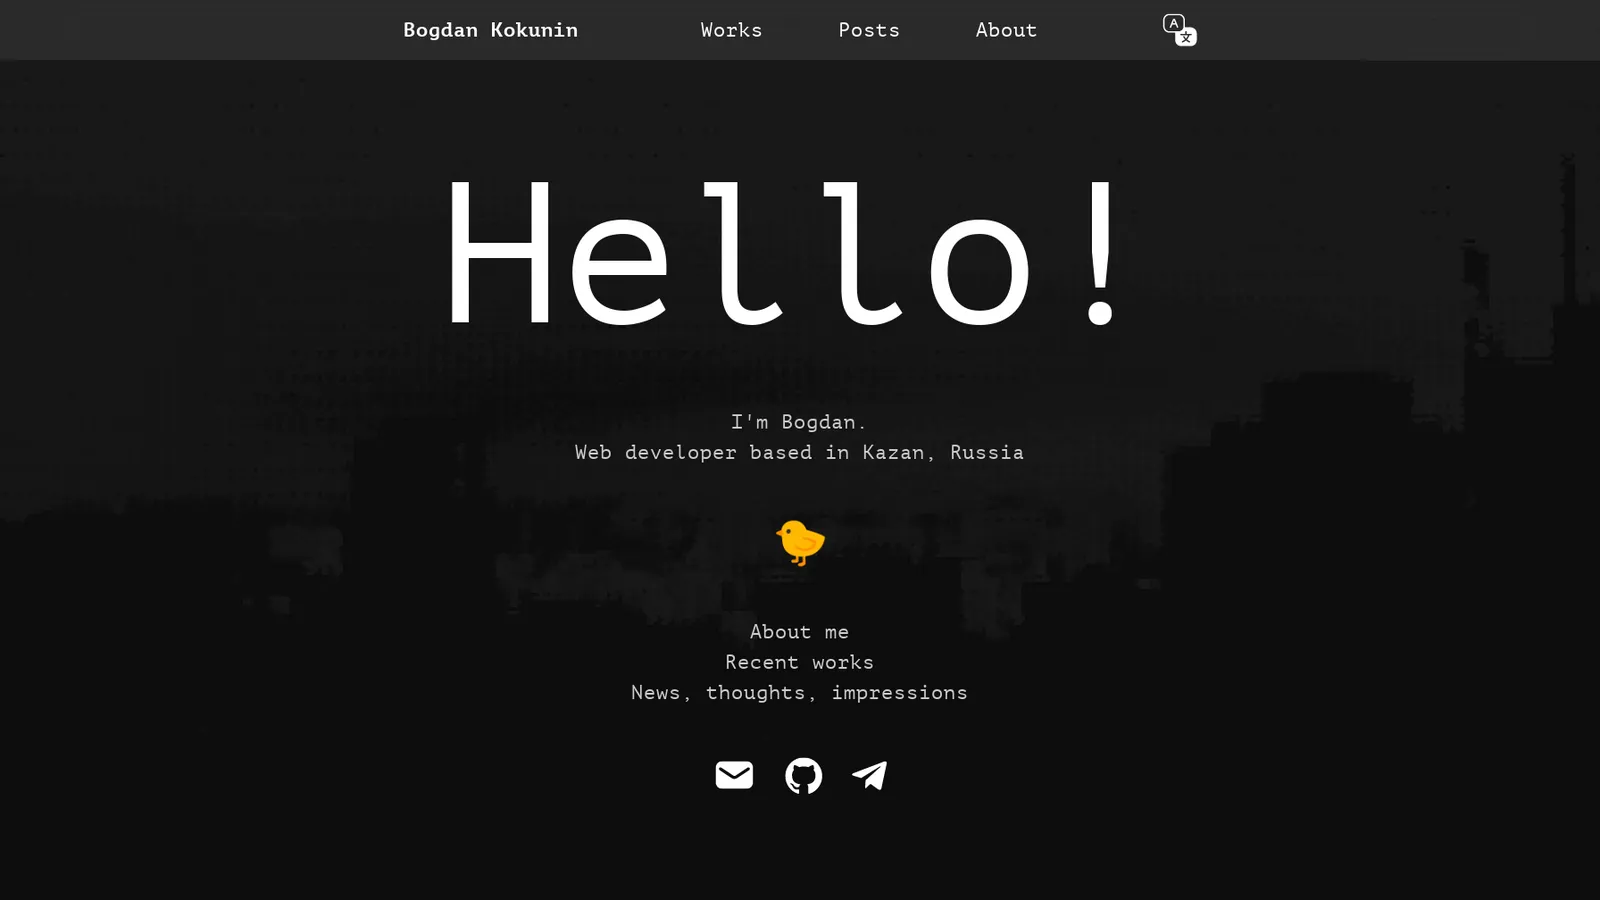 Bogdan Kokunin Works Posts About A 文
Hello!
I'm Bogdan.
Web developer based in Kazan, Russia
About me
Recent works
News, thoughts, impressions